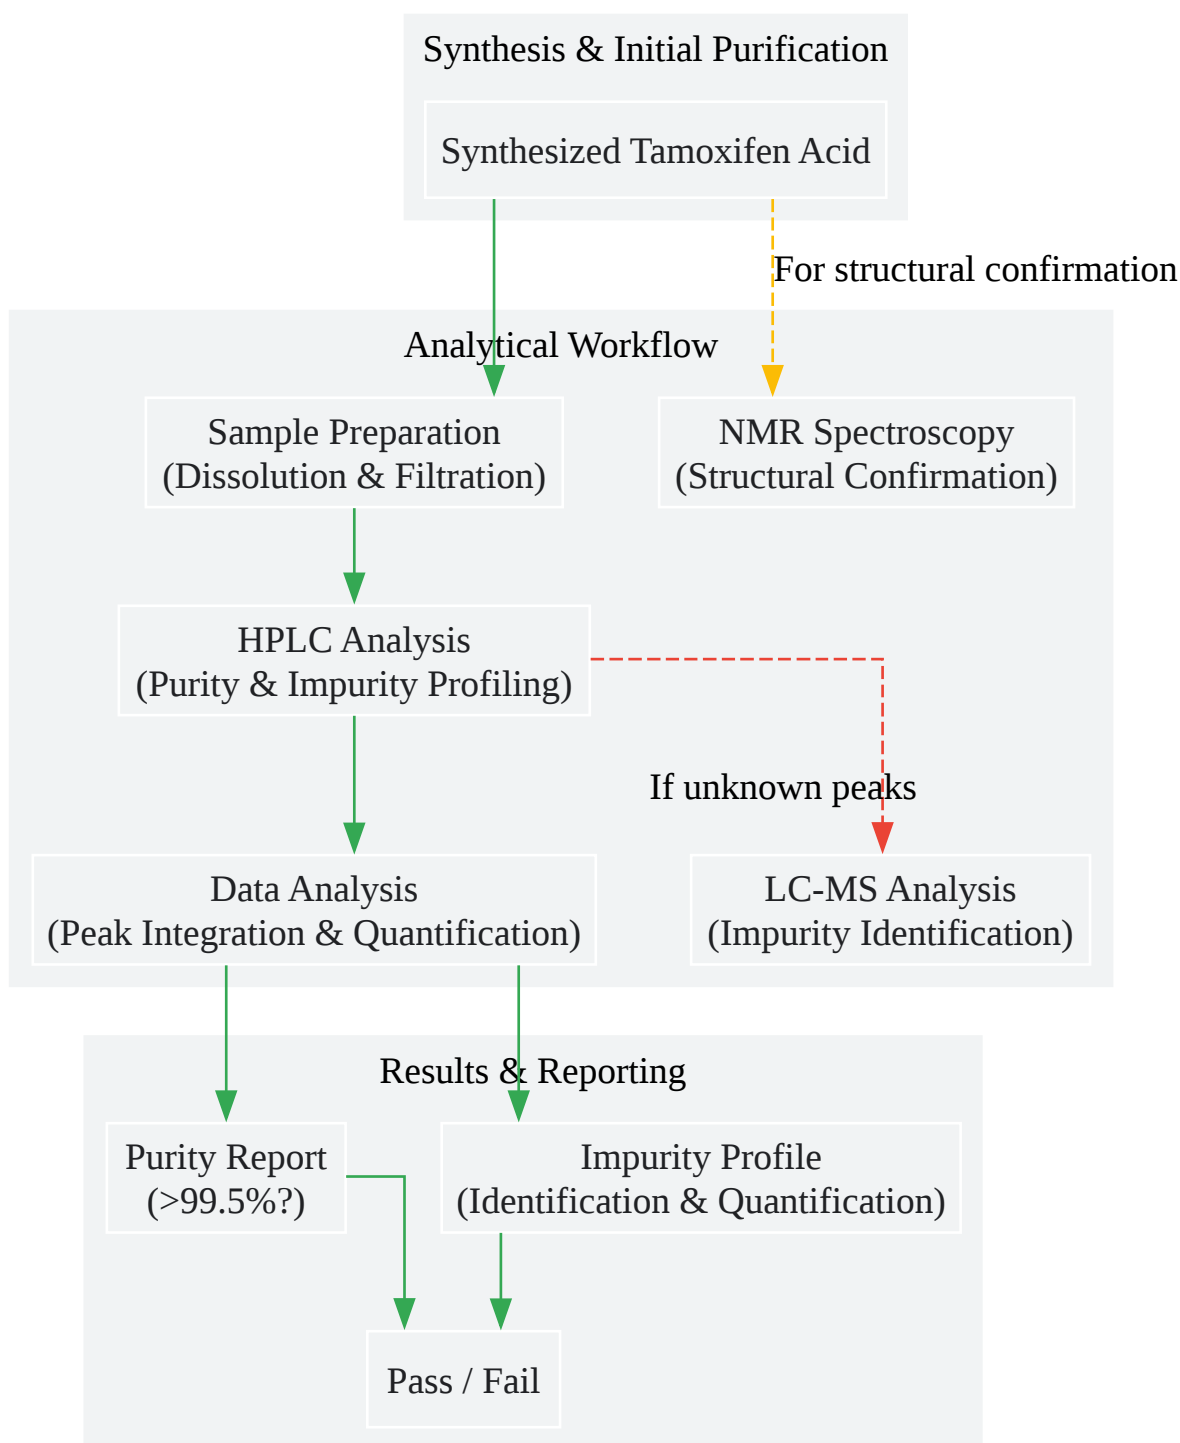 Synthesis & Initial Purification
Synthesized Tamoxifen Acid
For structural confirmation
Analytical Workflow
Sample Preparation
(Dissolution & Filtration)
NMR Spectroscopy
(Structural Confirmation)
HPLC Analysis
(Purity & Impurity Profiling)
If unknown peaks
Data Analysis
(Peak Integration & Quantification)
LC-MS Analysis
(Impurity Identification)
Results & Reporting
Purity Report
(>99.5%?)
Impurity Profile
(Identification & Quantification)
Pass / Fail